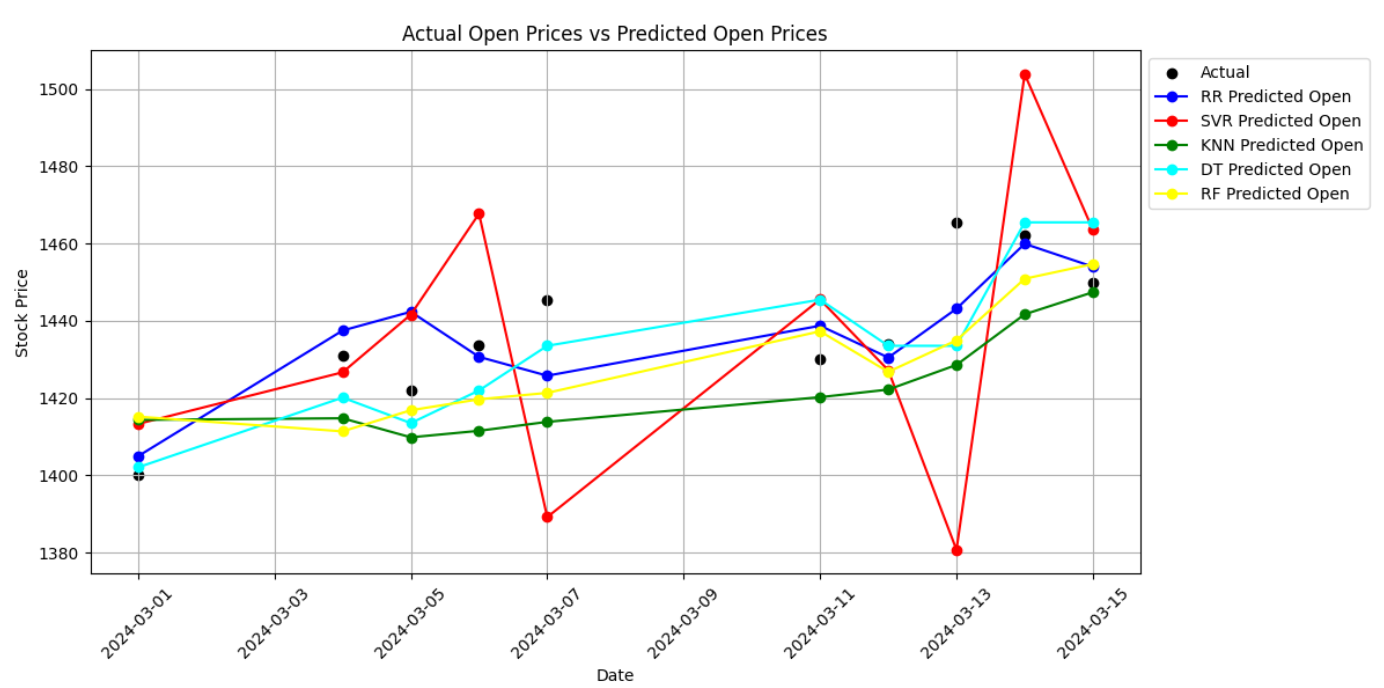 Actual Open Prices vs Predicted Open Prices
Actual
RR Predicted Open
SVR Predicted Open
KNN Predicted Open
DT Predicted Open
RF Predicted Open
Stock Price
1500
1480
1460
1440
1420
1400
1380
2024-03-01
2024-03-03
2024-03-05
2024-03-07
2024-03-09
2024-03-11
2024-03-13
2024-03-15
Date